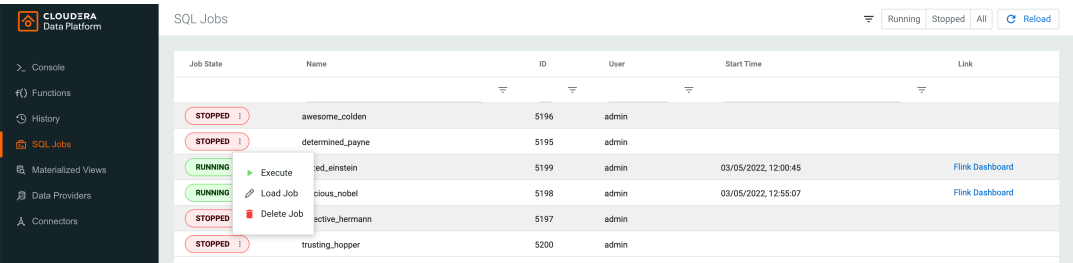 CLOUDERA
Data Platform
SQL Jobs
Running Stopped All Reload
>_ Console
f() Functions
History
SQL Jobs
Materialized Views
Data Providers
Connectors
Job State Name ID User Start Time Link
STOPPED awesome_colden 5196 admin
STOPPED determined_payne 5195 admin
RUNNING ed_einstein 5199 admin 03/05/2022, 12:00:45 Flink Dashboard
RUNNING cious_nobel 5198 admin 03/05/2022, 12:55:07 Flink Dashboard
STOPPED ective_hermann 5197 admin
STOPPED trusting_hopper 5200 admin
Execute
Load Job
Delete Job